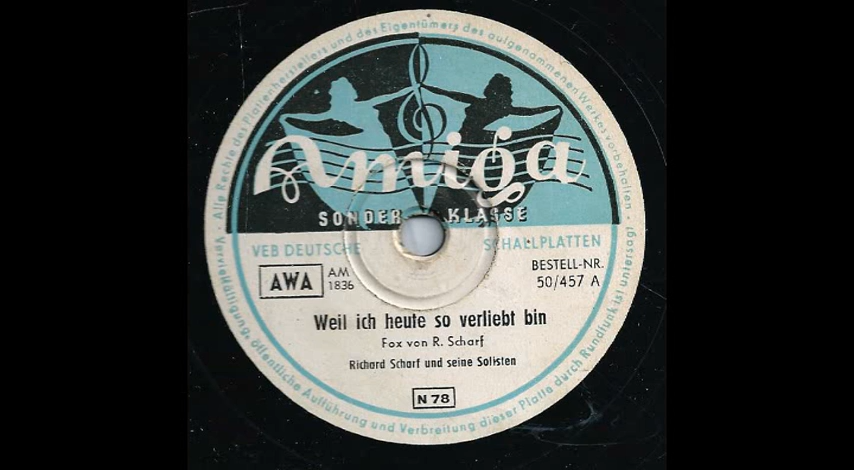 Alle Rechte des Plattenherstellers und des Eigentümers des aufgenommenen Werkes vorbehalten
Amiga
SONDER KLASSE
VEB DEUTSCHE SCHALLPLATTEN
AWA
AM
1836
BESTELL-NR.
50/457 A
Weil ich heute so verliebt bin
Fox von R. Scharf
Richard Scharf und seine Solisten
N 78
Vervielfältigung, öffentliche Aufführung und Verbreitung dieser Platte durch Rundfunk ist untersagt